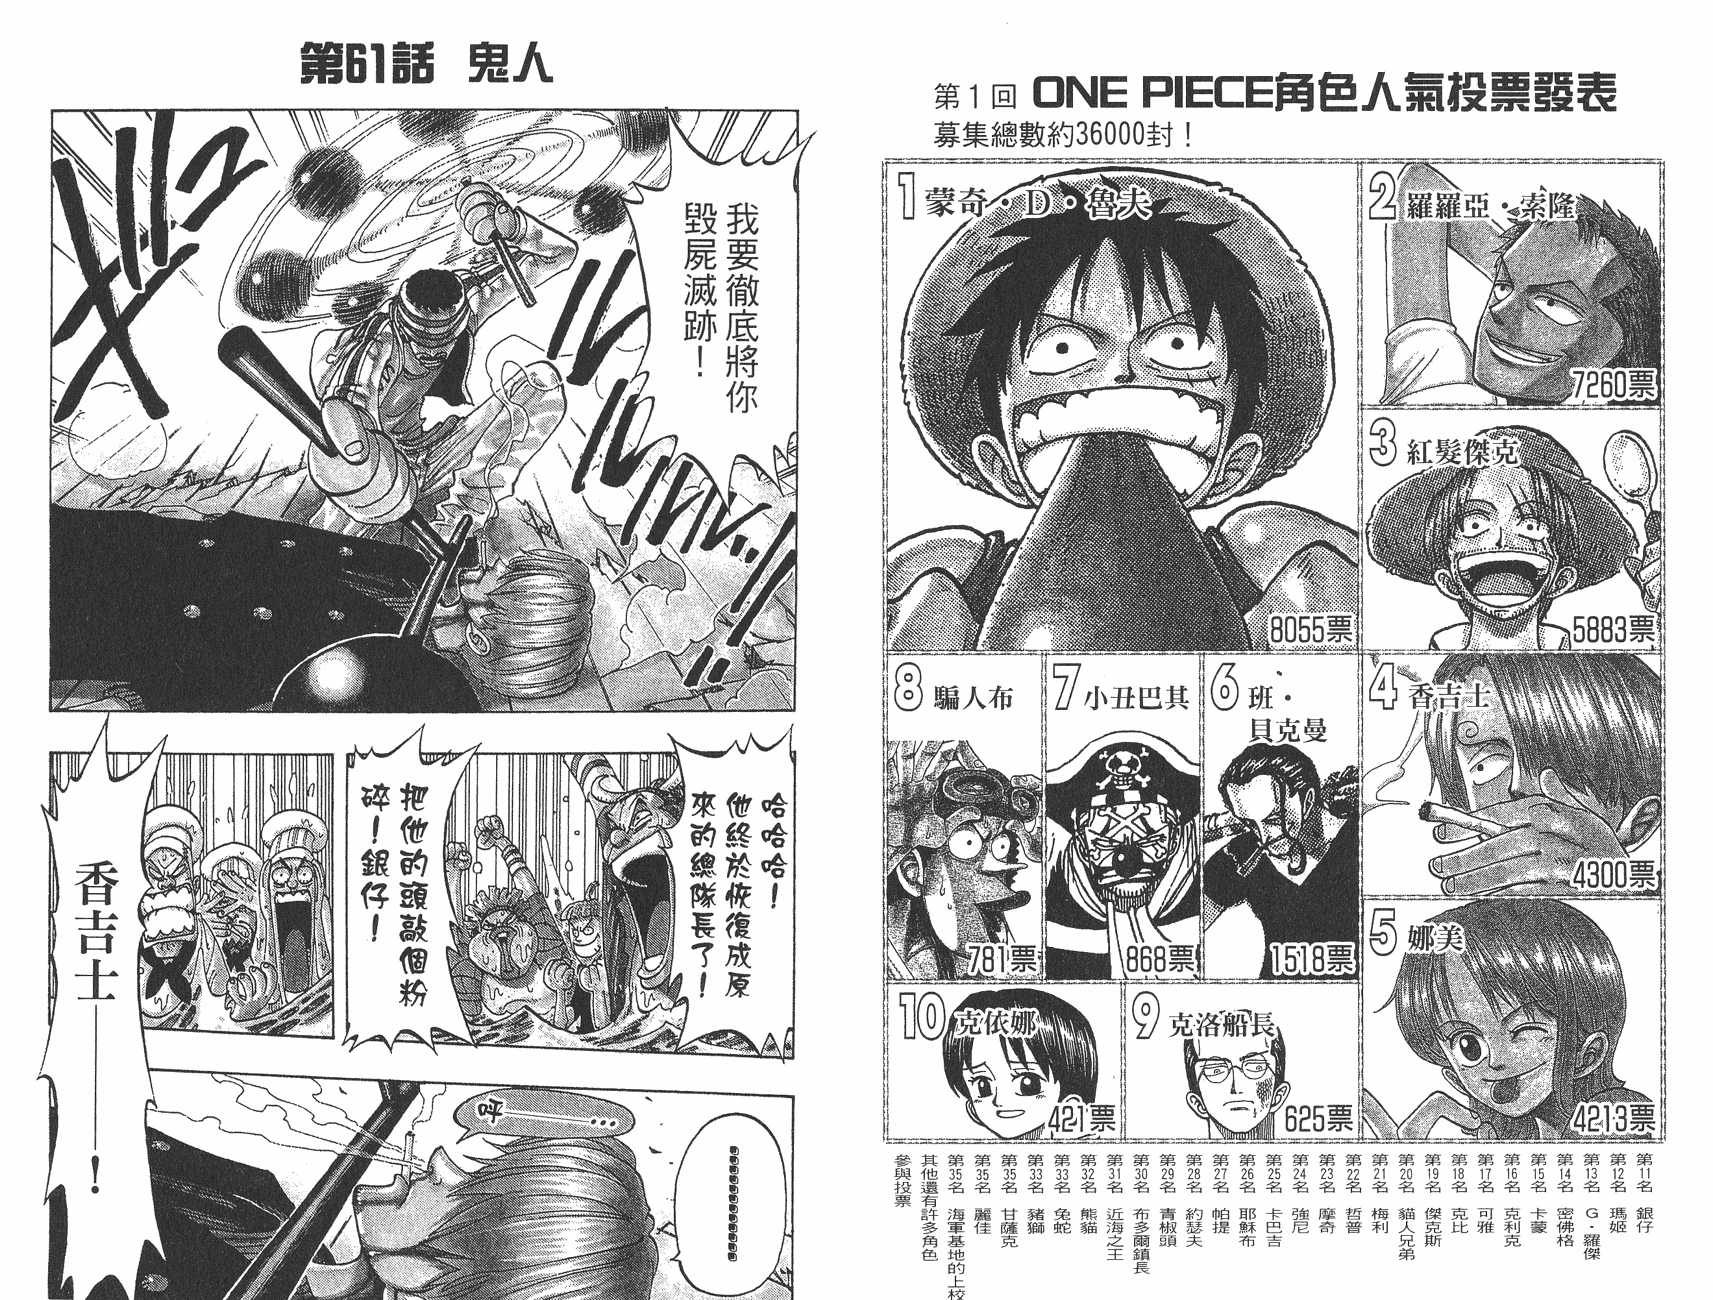 第1回 ONE PIECE角色人氣投票發表
募集總數約36000封！
1 蒙奇・D・魯夫
8055票
2 羅羅亞・索隆
7260票
3 紅髮傑克
5883票
4 香吉士
4300票
5 娜美
4213票
6 班・
貝克曼
1518票
7 小丑巴其
868票
8 騙人布
781票
9 克洛船長
625票
10 克依娜
421票
第11名 銀仔
第12名 瑪姬
第13名 G・羅傑
第14名 密佛格
第15名 卡蒙
第16名 克利克
第17名 可雅
第18名 克比
第19名 傑克斯
第20名 貓人兄弟
第21名 梅利
第22名 哲普
第23名 摩奇
第24名 強尼
第25名 卡巴吉
第26名 耶穌布
第27名 帕提
第28名 約瑟夫
第29名 青椒頭
第30名 布多爾鎮長
第31名 近海之王
第32名 熊貓
第33名 兔蛇
第33名 豬獅
第35名 甘薩克
第35名 麗佳
第35名 海軍基地的上校
其他還有許多角色
參與投票
第61話 鬼人
我要徹底將你
毀屍滅跡！
哈哈哈！
他終於恢復成原
來的總隊長了！
把他的頭敲個粉
碎！銀仔！
香吉士——！
呼——…